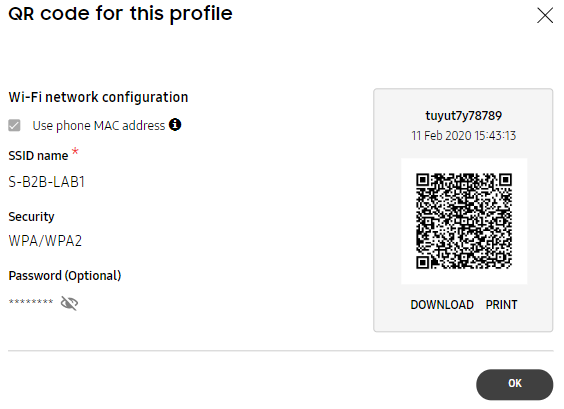 QR code for this profile
Wi-Fi network configuration
Use phone MAC address
SSID name *
S-B2B-LAB1
Security
WPA/WPA2
Password (Optional)
********
tuyut7y78789
11 Feb 2020 15:43:13
DOWNLOAD PRINT
OK